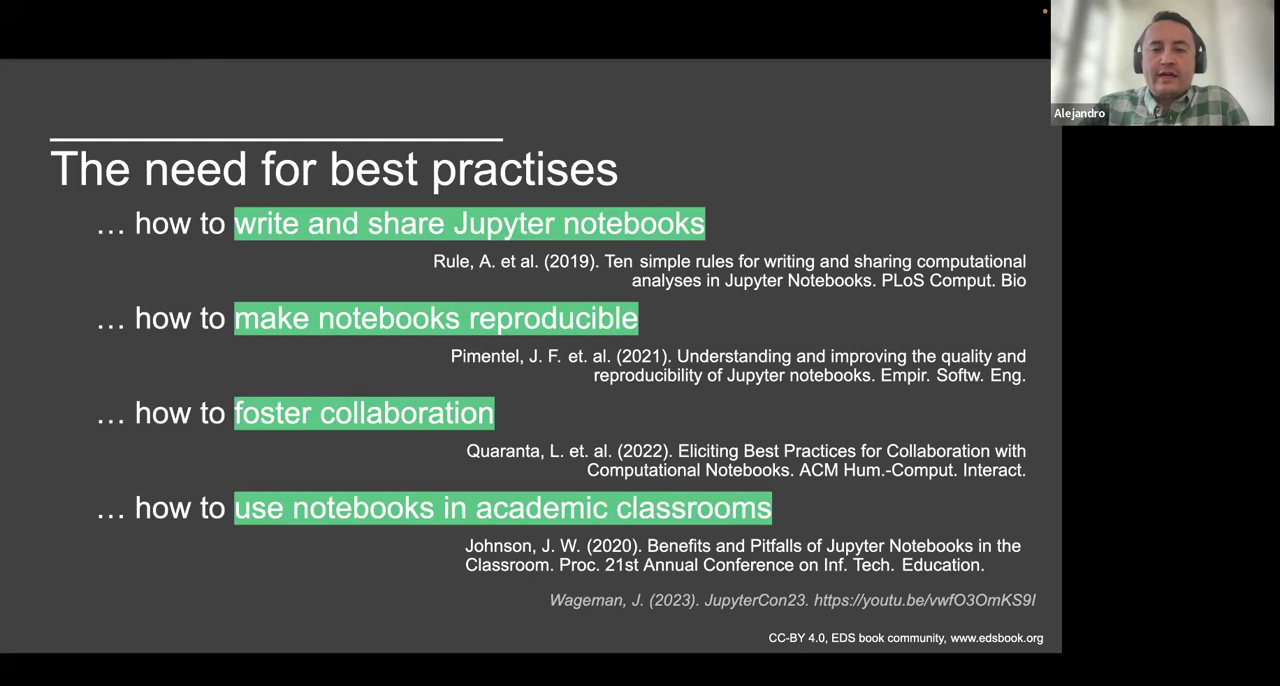 Alejandro
The need for best practises
… how to write and share Jupyter notebooks
Rule, A. et al. (2019). Ten simple rules for writing and sharing computational
analyses in Jupyter Notebooks. PLoS Comput. Bio
… how to make notebooks reproducible
Pimentel, J. F. et. al. (2021). Understanding and improving the quality and
reproducibility of Jupyter notebooks. Empir. Softw. Eng.
… how to foster collaboration
Quaranta, L. et. al. (2022). Eliciting Best Practices for Collaboration with
Computational Notebooks. ACM Hum.-Comput. Interact.
… how to use notebooks in academic classrooms
Johnson, J. W. (2020). Benefits and Pitfalls of Jupyter Notebooks in the
Classroom. Proc. 21st Annual Conference on Inf. Tech. Education.
Wageman, J. (2023). JupyterCon23. https://youtu.be/vwfO3OmKS9I
CC-BY 4.0, EDS book community, www.edsbook.org